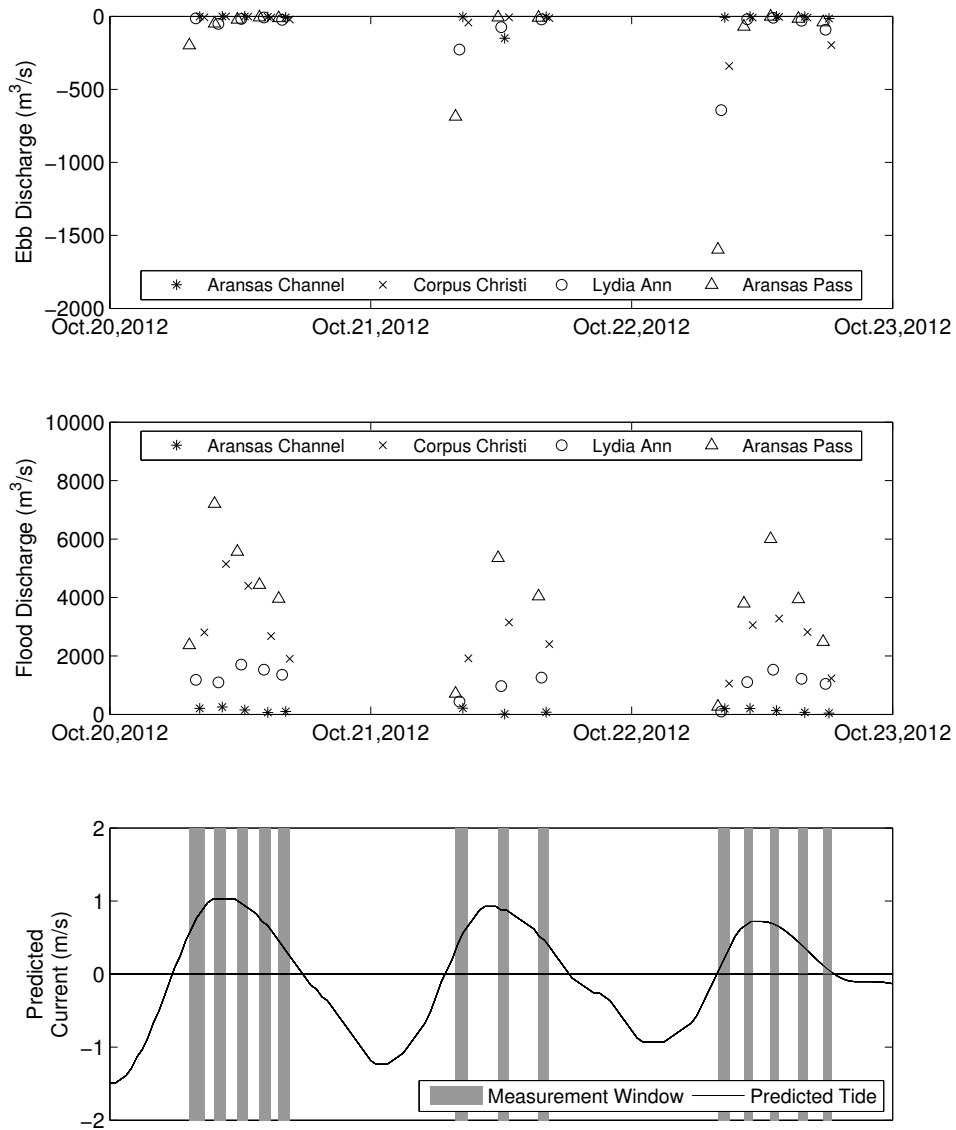 0
−500
−1000
−1500
−2000
Ebb Discharge (m3/s)
Aransas Channel Corpus Christi Lydia Ann Aransas Pass
Oct.20,2012 Oct.21,2012 Oct.22,2012 Oct.23,2012
10000
8000
6000
4000
2000
0
Flood Discharge (m3/s)
Aransas Channel Corpus Christi Lydia Ann Aransas Pass
Oct.20,2012 Oct.21,2012 Oct.22,2012 Oct.23,2012
2
1
0
−1
−2
Predicted
Current (m/s)
Measurement Window Predicted Tide